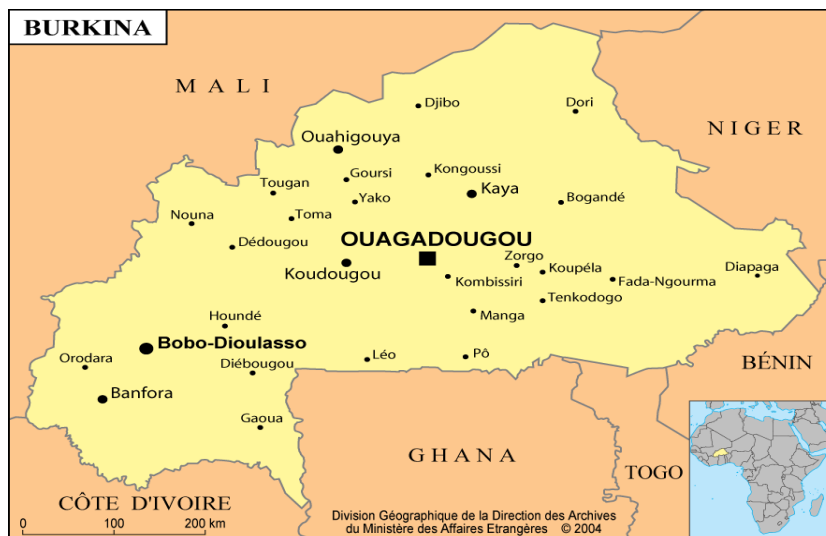 BURKINA
MALI
Djibo
Dori
NIGER
Ouahigouya
Goursi
Kongoussi
Tougan
Kaya
Yako
Bogandé
Nouna
Toma
OUAGADOUGOU
Dédougou
Zorgo
Koudougou
Koupéla
Diapaga
Kombissiri
Fada-Ngourma
Tenkodogo
Houndé
Manga
Bobo-Dioulasso
Orodara
Léo
Pô
BÉNIN
Diébougou
Banfora
Gaoua
GHANA
TOGO
CÔTE D'IVOIRE
0 100 200 km
Division Géographique de la Direction des Archives
du Ministère des Affaires Etrangères © 2004